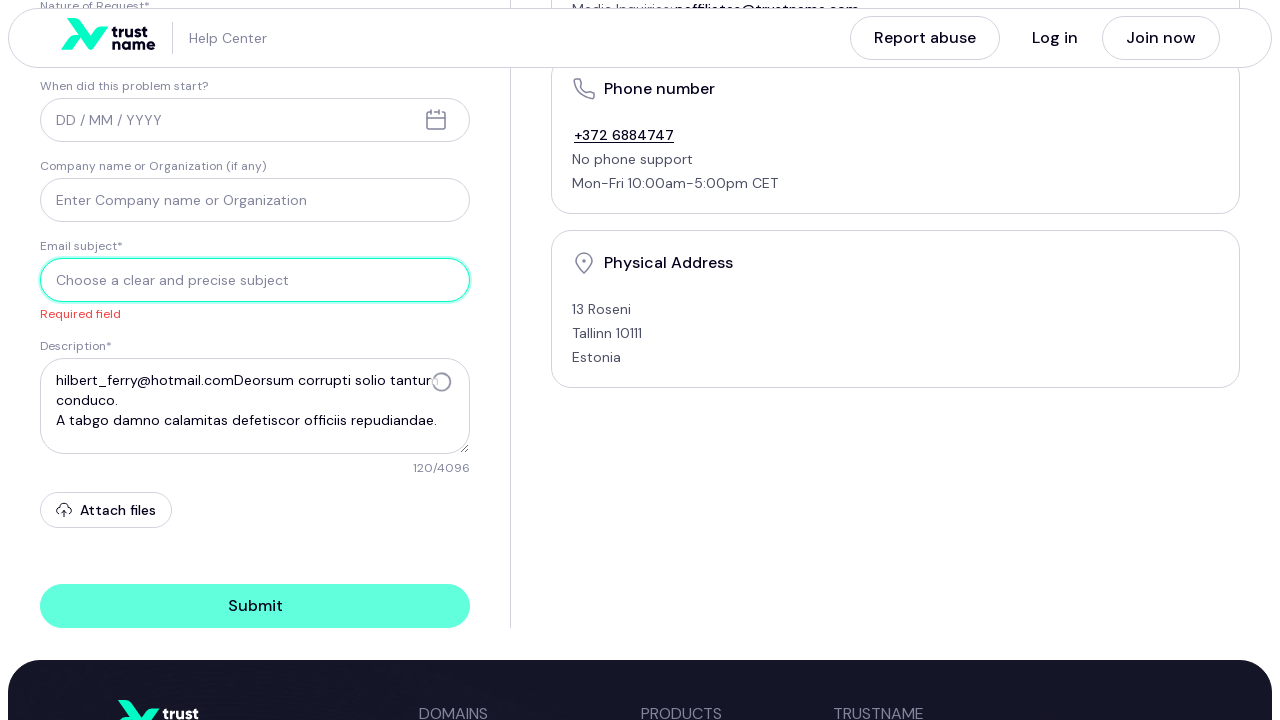 Nature of Request*
Media Inquiries: naffiliates@trustname.com
trust
name
Help Center
Report abuse
Log in
Join now
When did this problem start?
DD / MM / YYYY
Company name or Organization (if any)
Enter Company name or Organization
Email subject*
Choose a clear and precise subject
Required field
Description*
hilbert_ferry@hotmail.comDeorsum corrupti solio tantum
conduco.
A tabgo damno calamitas defetiscor officiis repudiandae.
120/4096
Attach files
Submit
Phone number
+372 6884747
No phone support
Mon-Fri 10:00am-5:00pm CET
Physical Address
13 Roseni
Tallinn 10111
Estonia
trust
DOMAINS
PRODUCTS
TRUSTNAME